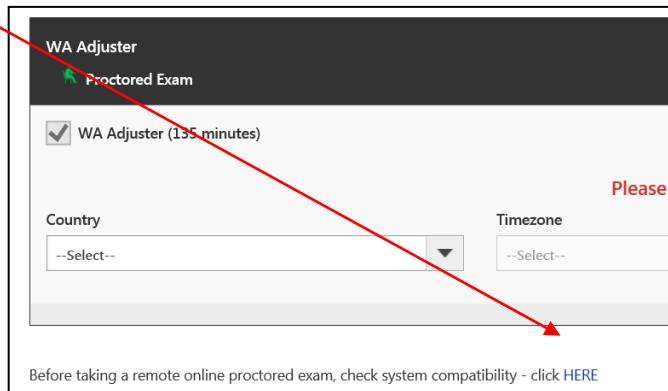 WA Adjuster
Proctored Exam
WA Adjuster (135 minutes)
Please
Country
Timezone
--Select--
--Select--
Before taking a remote online proctored exam, check system compatibility - click HERE